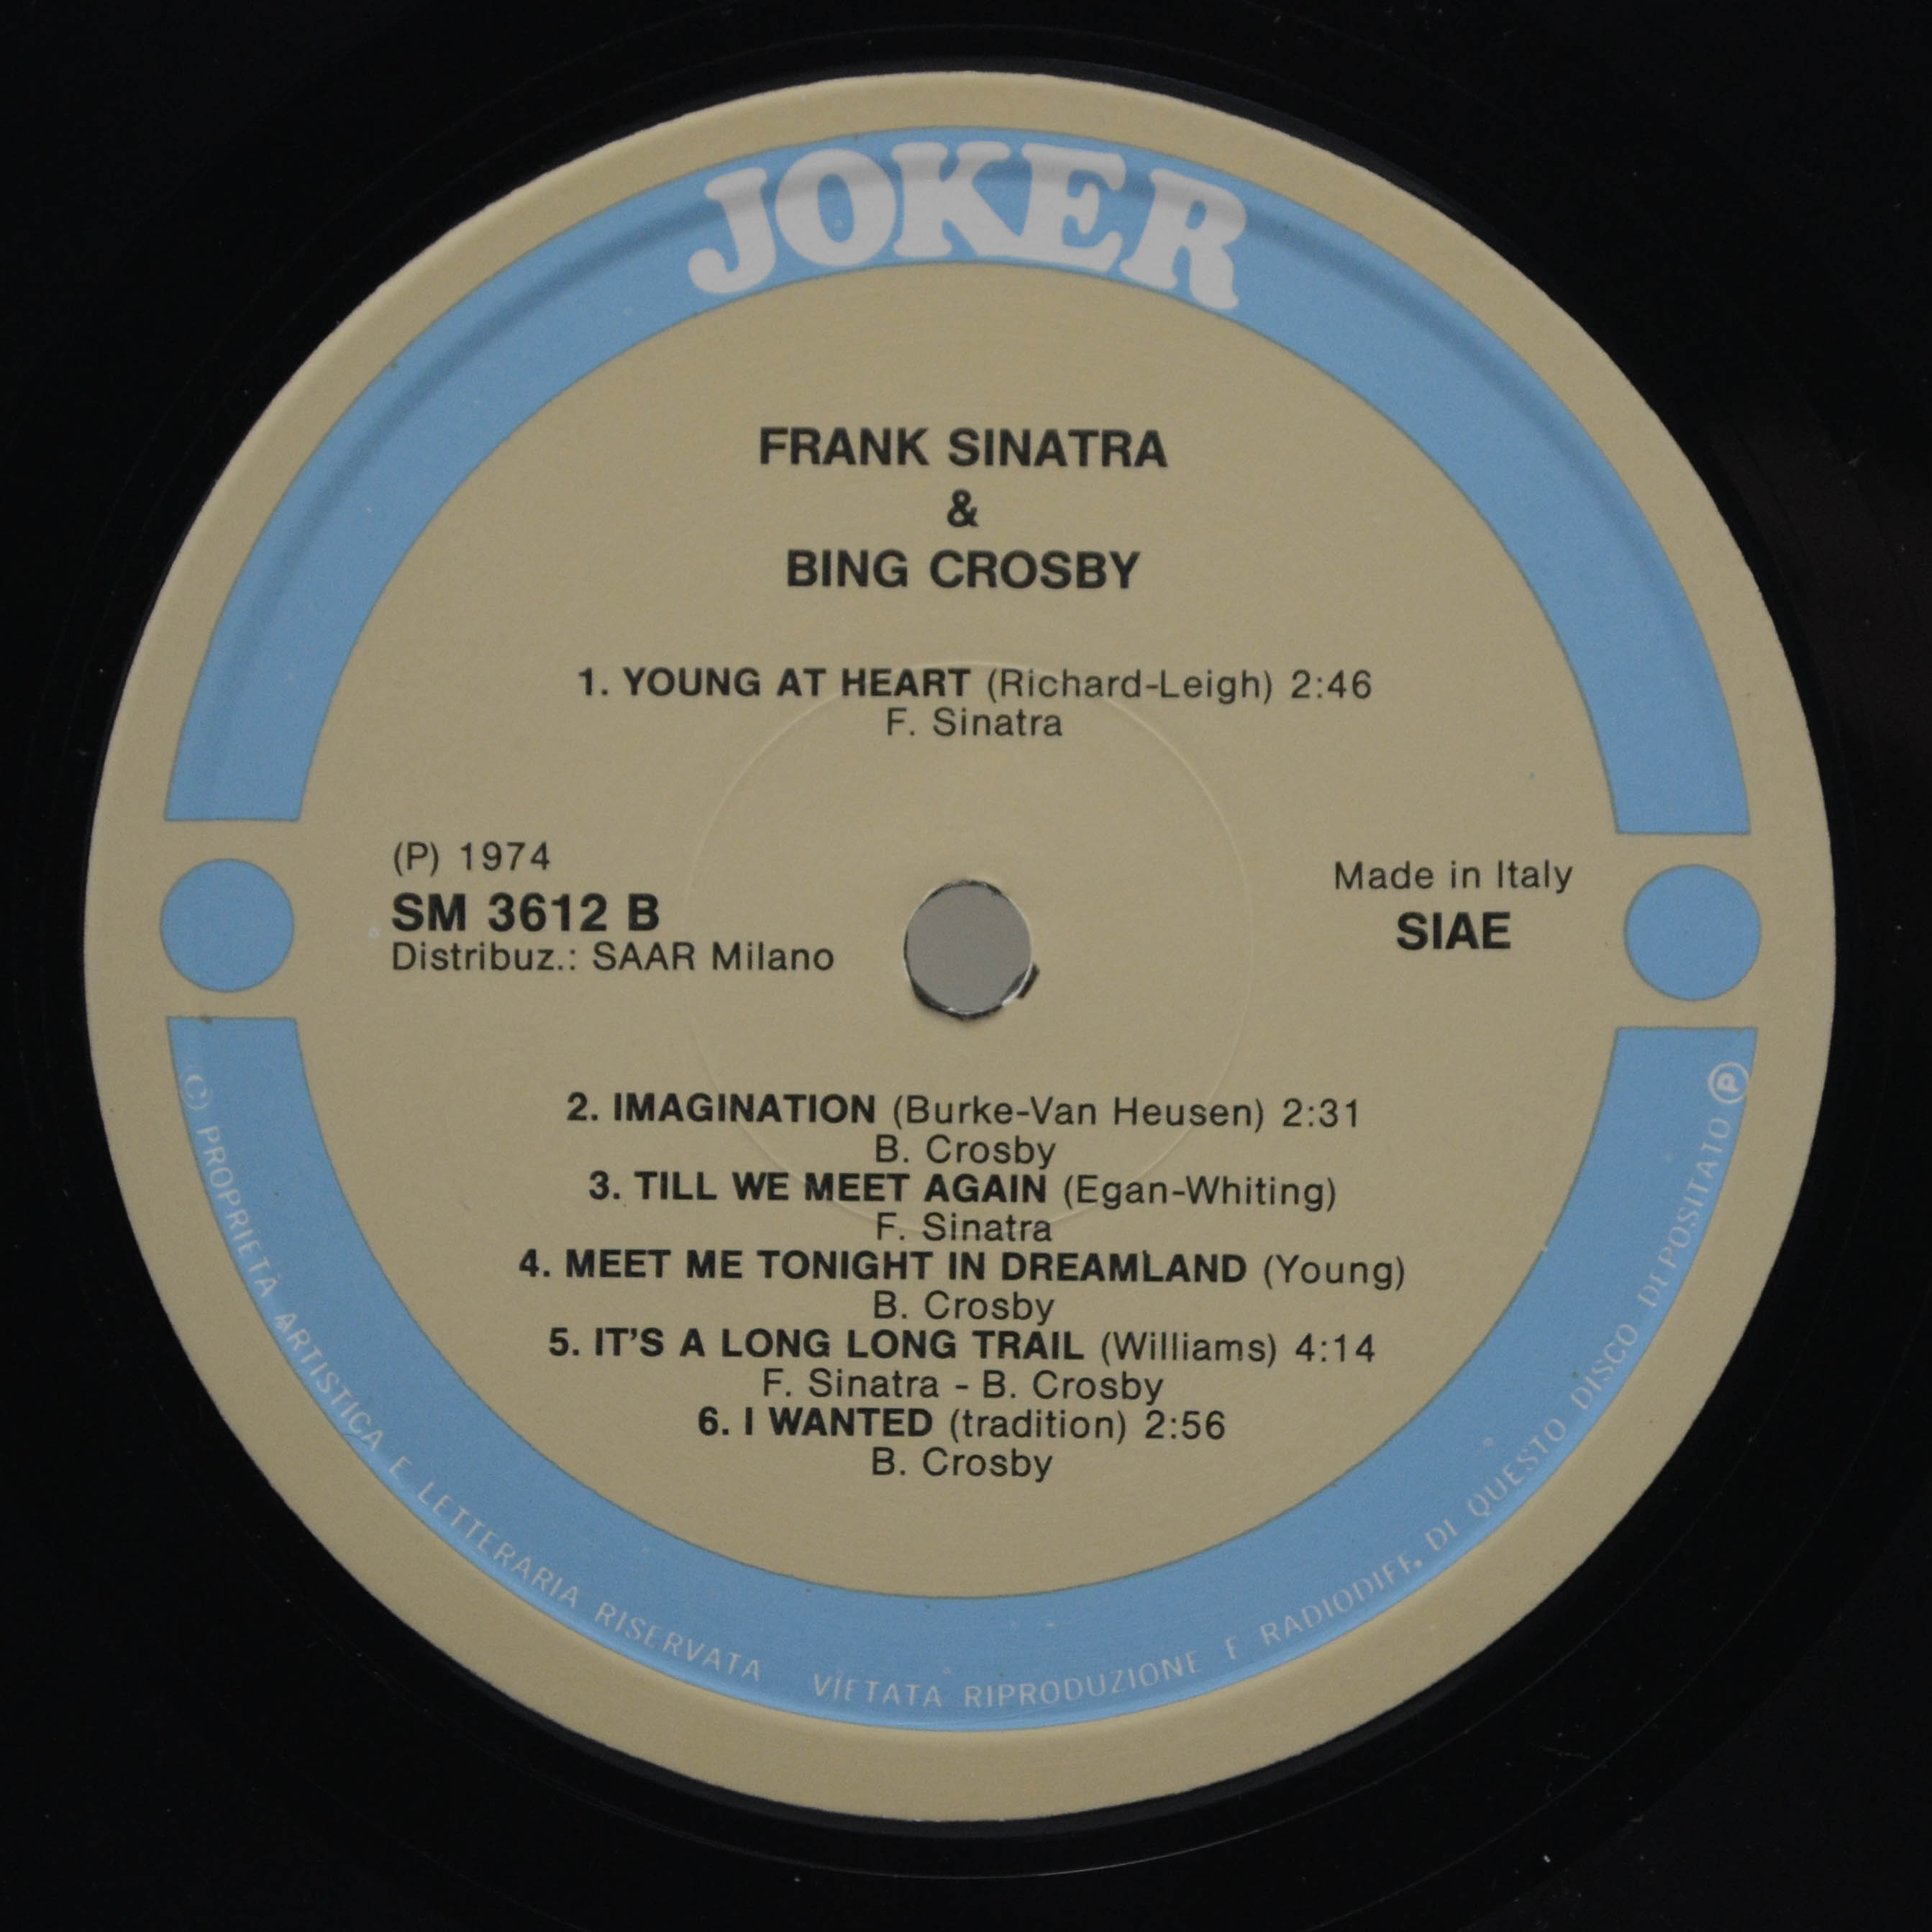 JOKER
FRANK SINATRA
&
BING CROSBY
1. YOUNG AT HEART (Richard-Leigh) 2:46
F. Sinatra
(P) 1974
SM 3612 B
Distribuz.: SAAR Milano
Made in Italy
SIAE
2. IMAGINATION (Burke-Van Heusen) 2:31
B. Crosby
3. TILL WE MEET AGAIN (Egan-Whiting)
F. Sinatra
4. MEET ME TONIGHT IN DREAMLAND (Young)
B. Crosby
5. IT'S A LONG LONG TRAIL (Williams) 4:14
F. Sinatra - B. Crosby
6. I WANTED (tradition) 2:56
B. Crosby
(C) PROPRIETÀ ARTISTICA E LETTERARIA RISERVATA VIETATA RIPRODUZIONE E RADIODIFF. DI QUESTO DISCO DEPOSITATO Ⓟ